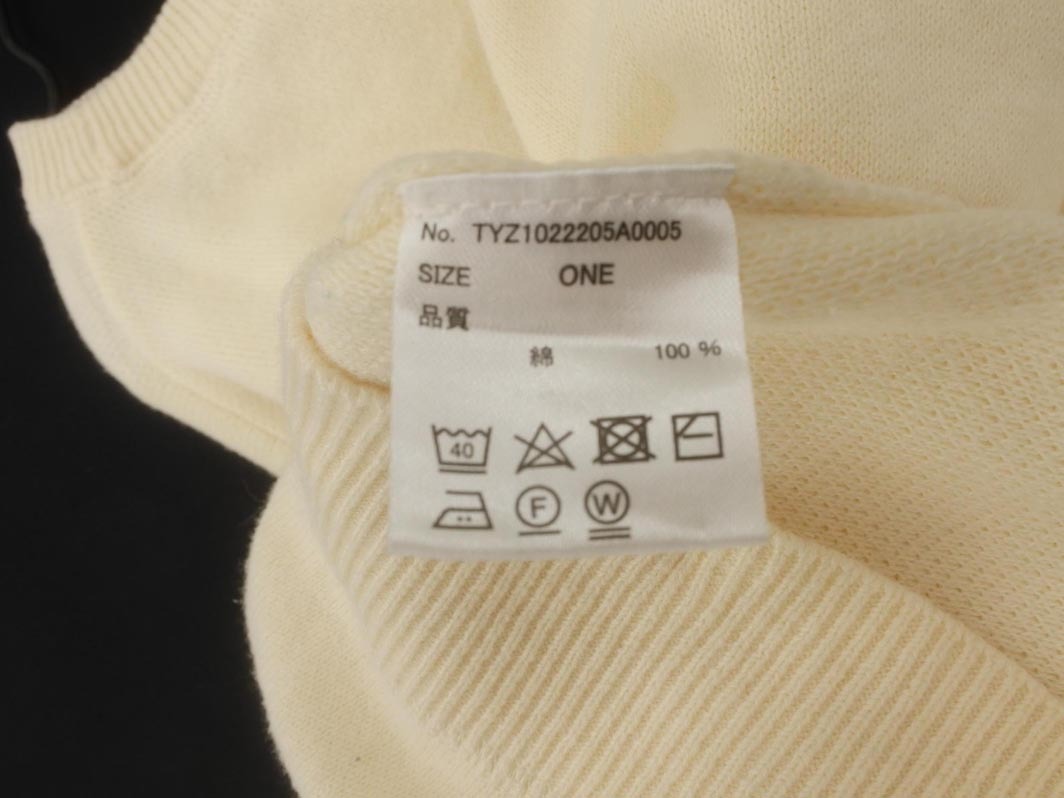 No. TYZ1022205A0005
SIZE ONE
品質
綿 100 %
40
F W